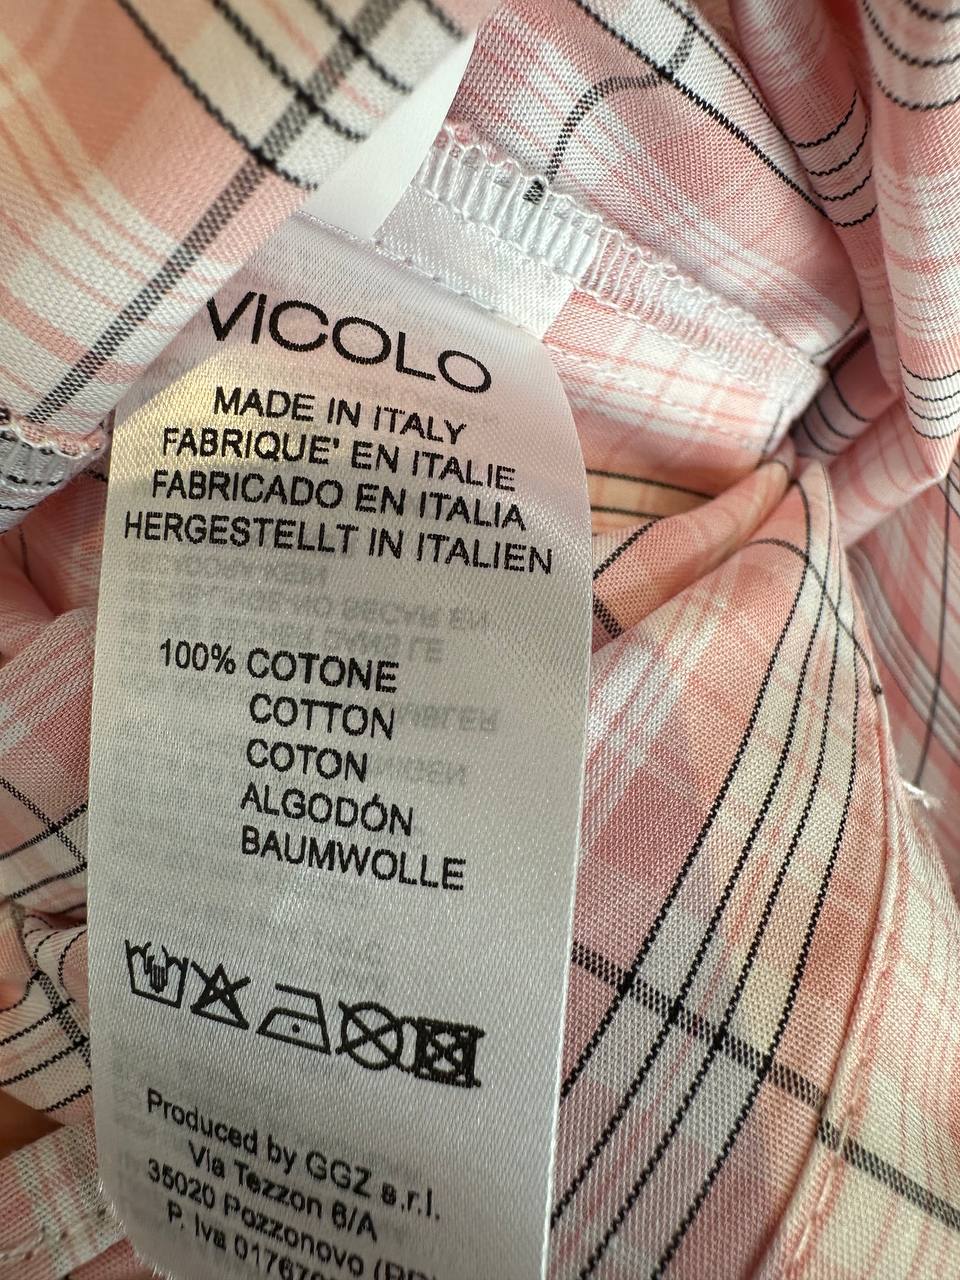 VICOLO
MADE IN ITALY
FABRIQUE' EN ITALIE
FABRICADO EN ITALIA
HERGESTELLT IN ITALIEN
100% COTONE
COTTON
COTON
ALGODÓN
BAUMWOLLE
Produced by GGZ s.r.l.
Via Tezzon 6/A
35020 Pozzonovo
P. Iva